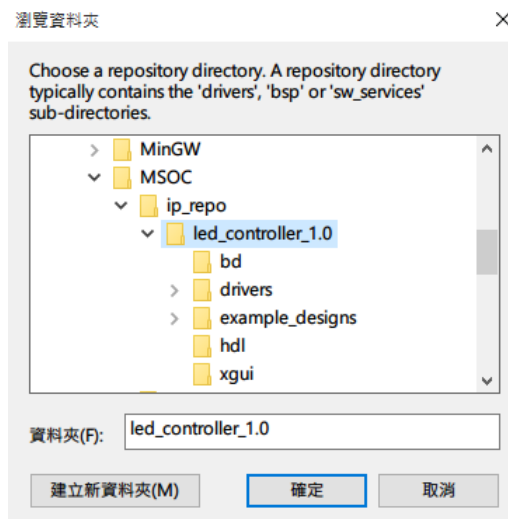 瀏覽資料夾
Choose a repository directory. A repository directory
typically contains the 'drivers', 'bsp' or 'sw_services'
sub-directories.
MinGW
MSOC
ip_repo
led_controller_1.0
bd
drivers
example_designs
hdl
xgui
資料夾(F): led_controller_1.0
建立新資料夾(M) 確定 取消